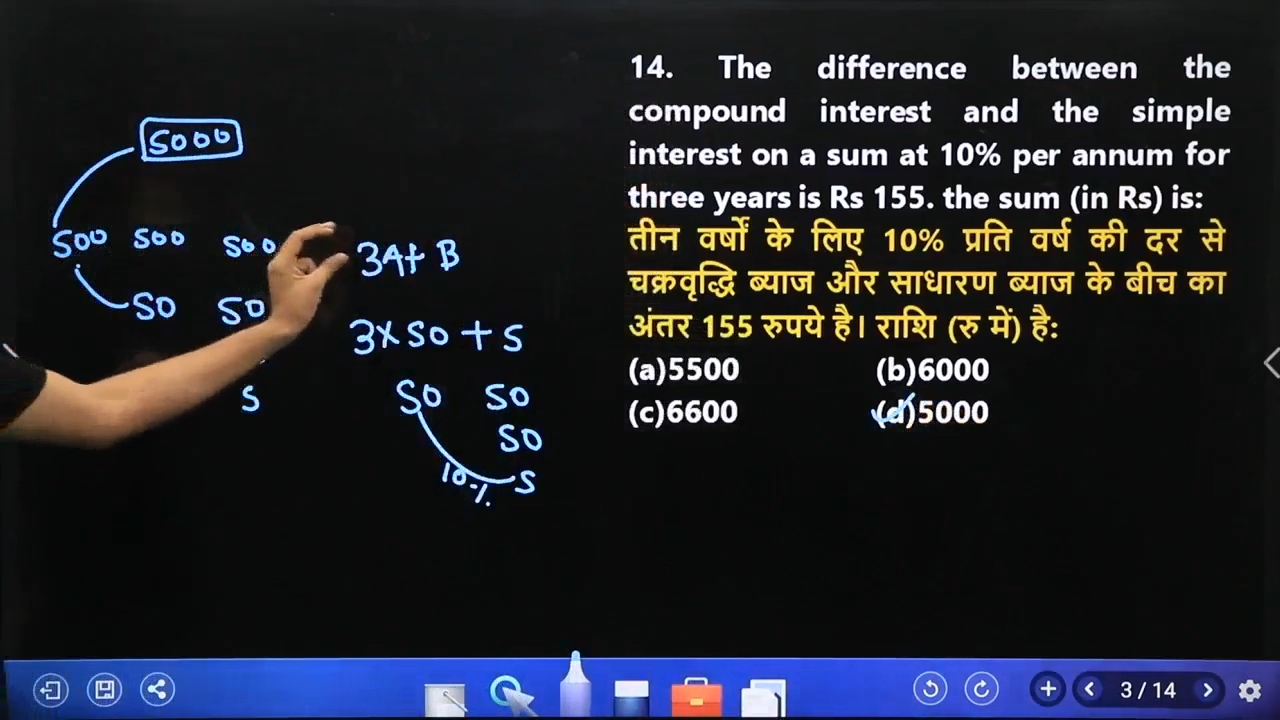 5000
500 500 500
50 50
5
3A+ B
3×50 + 5
50 50
50
10% 5
14. The difference between the
compound interest and the simple
interest on a sum at 10% per annum for
three years is Rs 155. the sum (in Rs) is:
तीन वर्षों के लिए 10% प्रति वर्ष की दर से
चक्रवृद्धि ब्याज और साधारण ब्याज के बीच का
अंतर 155 रुपये है। राशि (रु में) है:
(a)5500 (b)6000
(c)6600 (d)5000
3 / 14